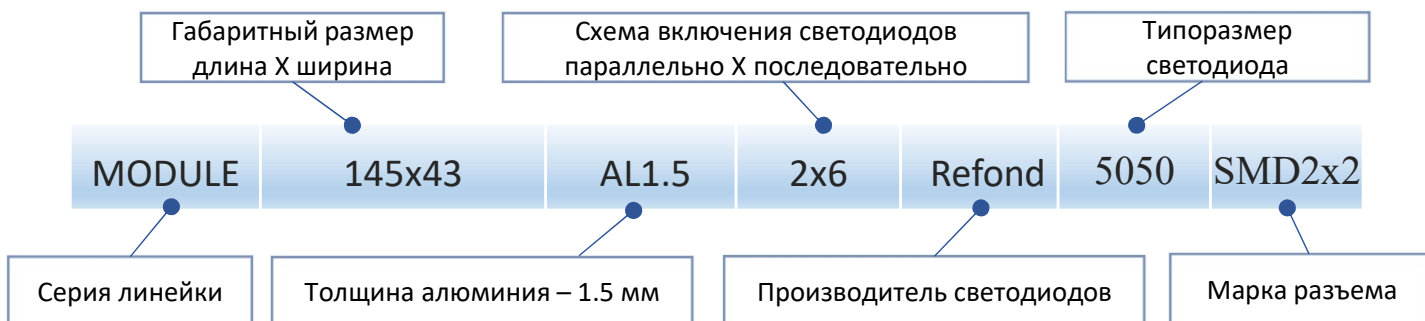 Габаритный размер
длина Х ширина
Схема включения светодиодов
параллельно Х последовательно
Типоразмер
светодиода
MODULE 145x43 AL1.5 2x6 Refond 5050 SMD2x2
Серия линейки
Толщина алюминия – 1.5 мм
Производитель светодиодов
Марка разъема